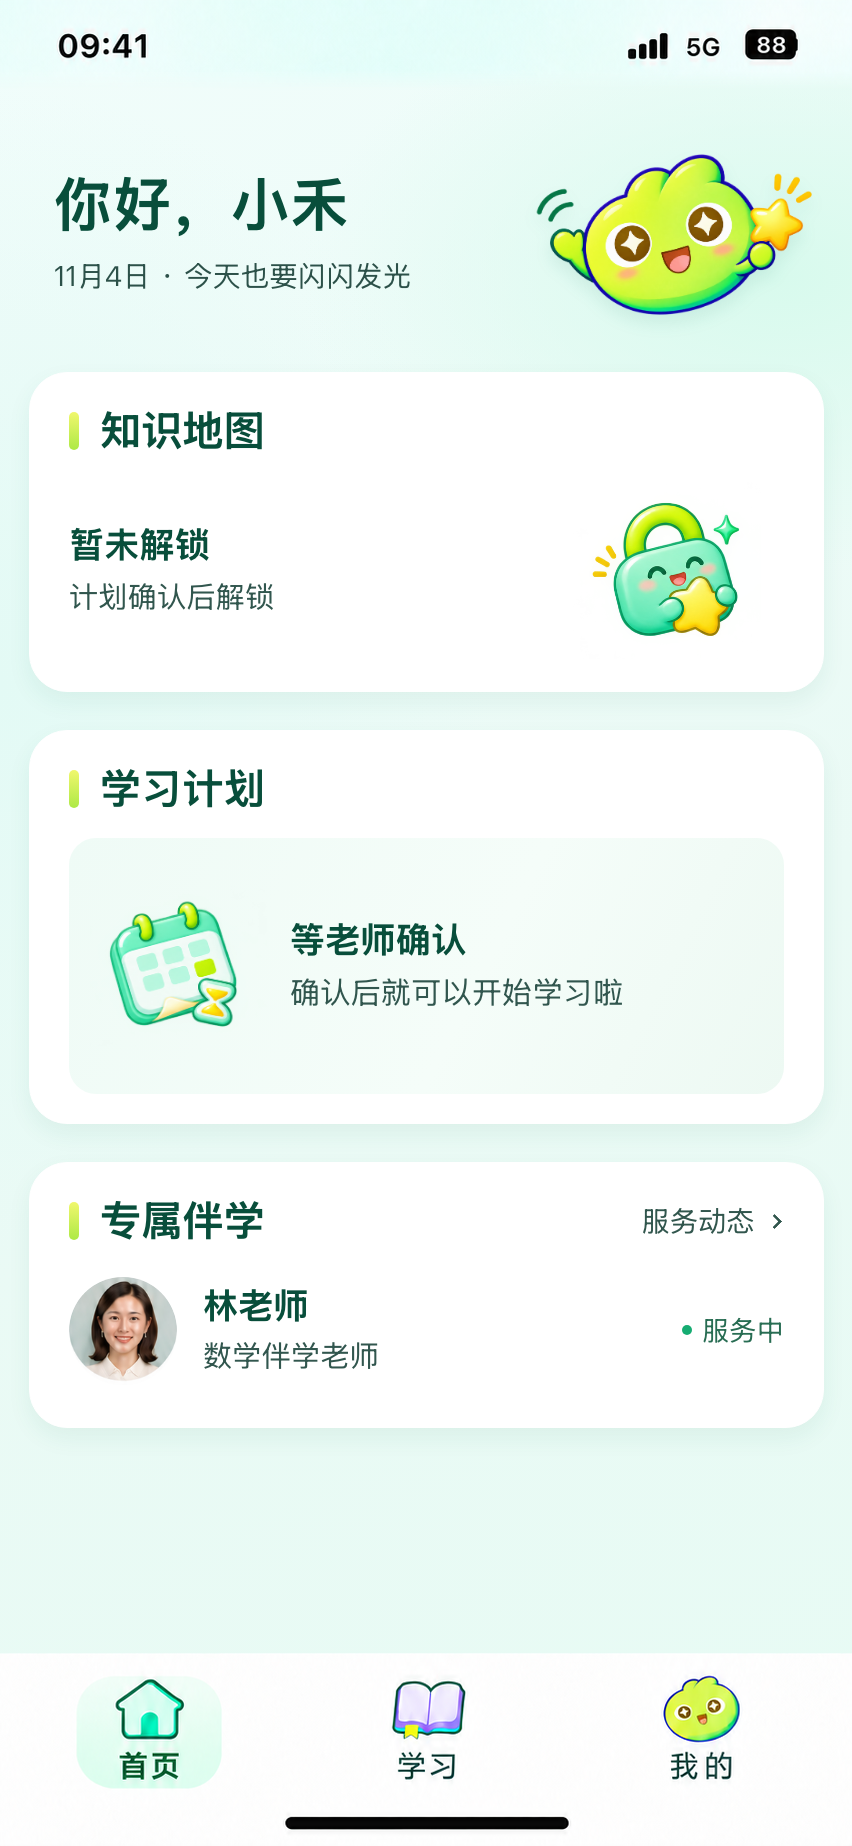 09:41
5G
88
你好，小禾
11月4日 · 今天也要闪闪发光
知识地图
暂未解锁
计划确认后解锁
学习计划
等老师确认
确认后就可以开始学习啦
专属伴学
服务动态 >
林老师
数学伴学老师
服务中
首页
学习
我的